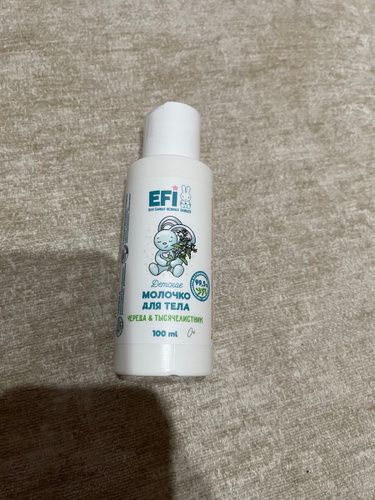 EFI
Детское
МОЛОЧКО
ДЛЯ ТЕЛА
ЧЕРЕДА & ТЫСЯЧЕЛИСТНИК
100 ml
0+